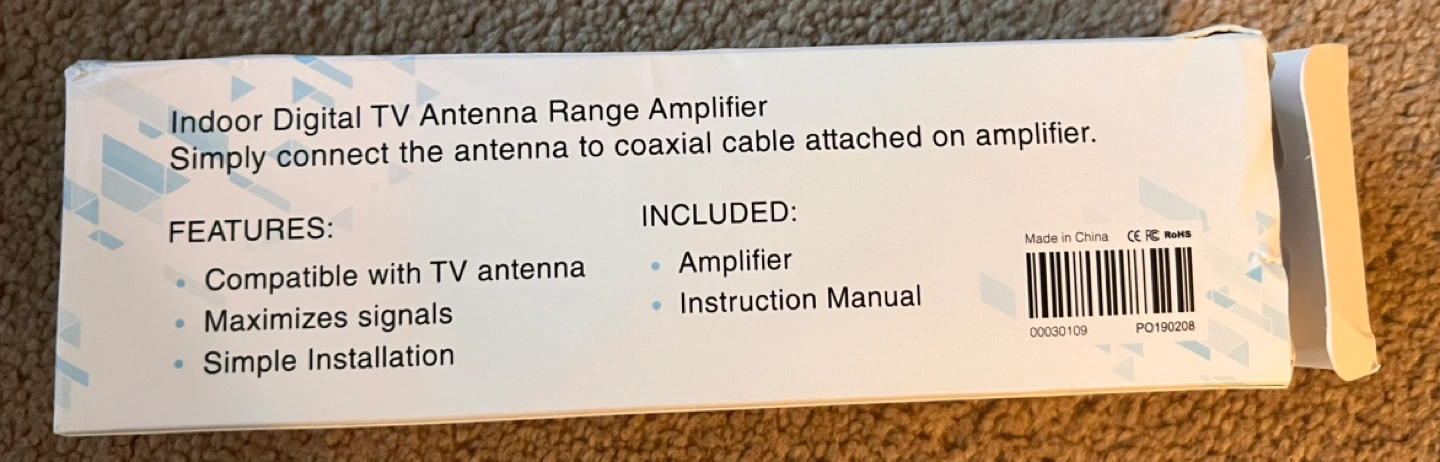 Indoor Digital TV Antenna Range Amplifier
Simply connect the antenna to coaxial cable attached on amplifier.
FEATURES:
• Compatible with TV antenna
• Maximizes signals
• Simple Installation
INCLUDED:
• Amplifier
• Instruction Manual
Made in China CE FC RoHS
00030109 PO190208